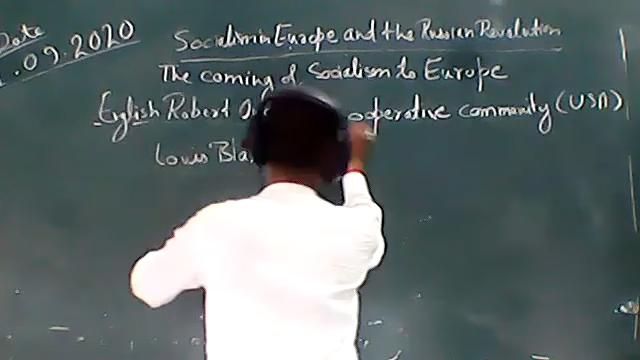 Date
.09.2020
Socialism in Europe and the Russian Revolution
The coming of Socialism to Europe
English Robert O operative community (USA)
Louis Bla